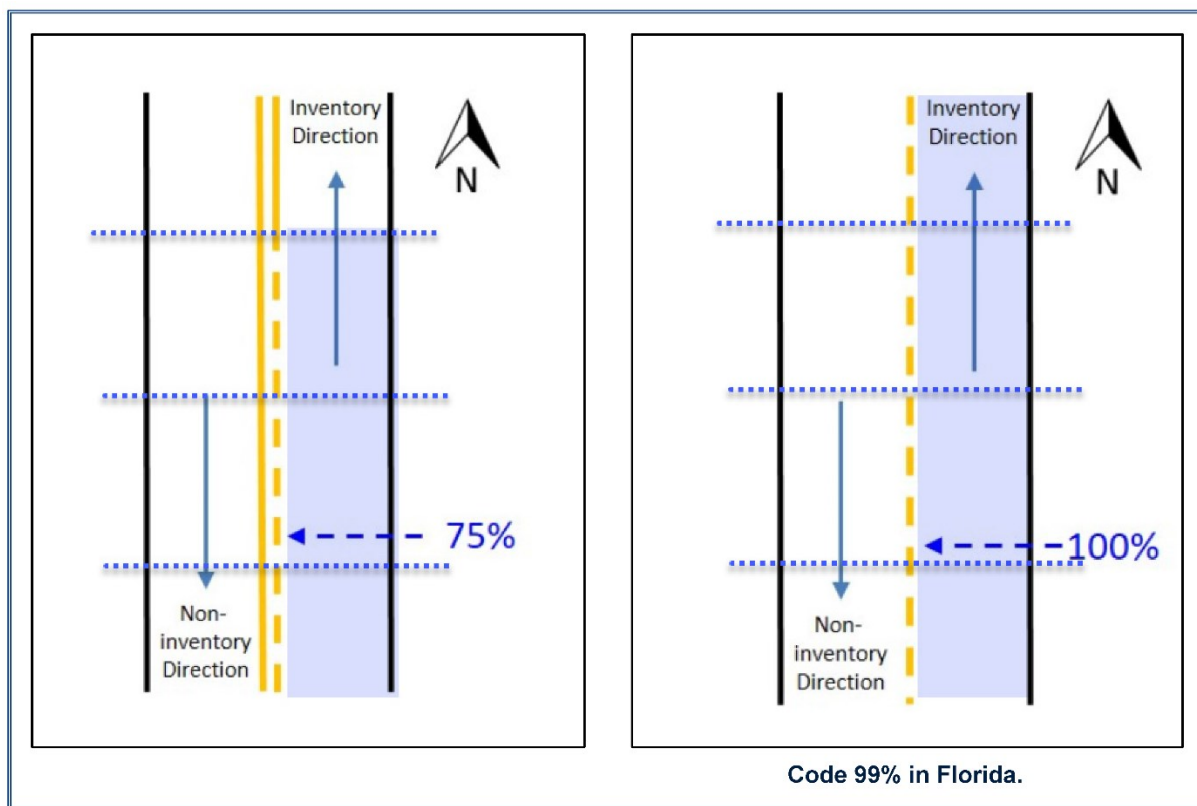 Inventory
Direction
N
75%
Non-
inventory
Direction
Inventory
Direction
N
100%
Non-
inventory
Direction
Code 99% in Florida.